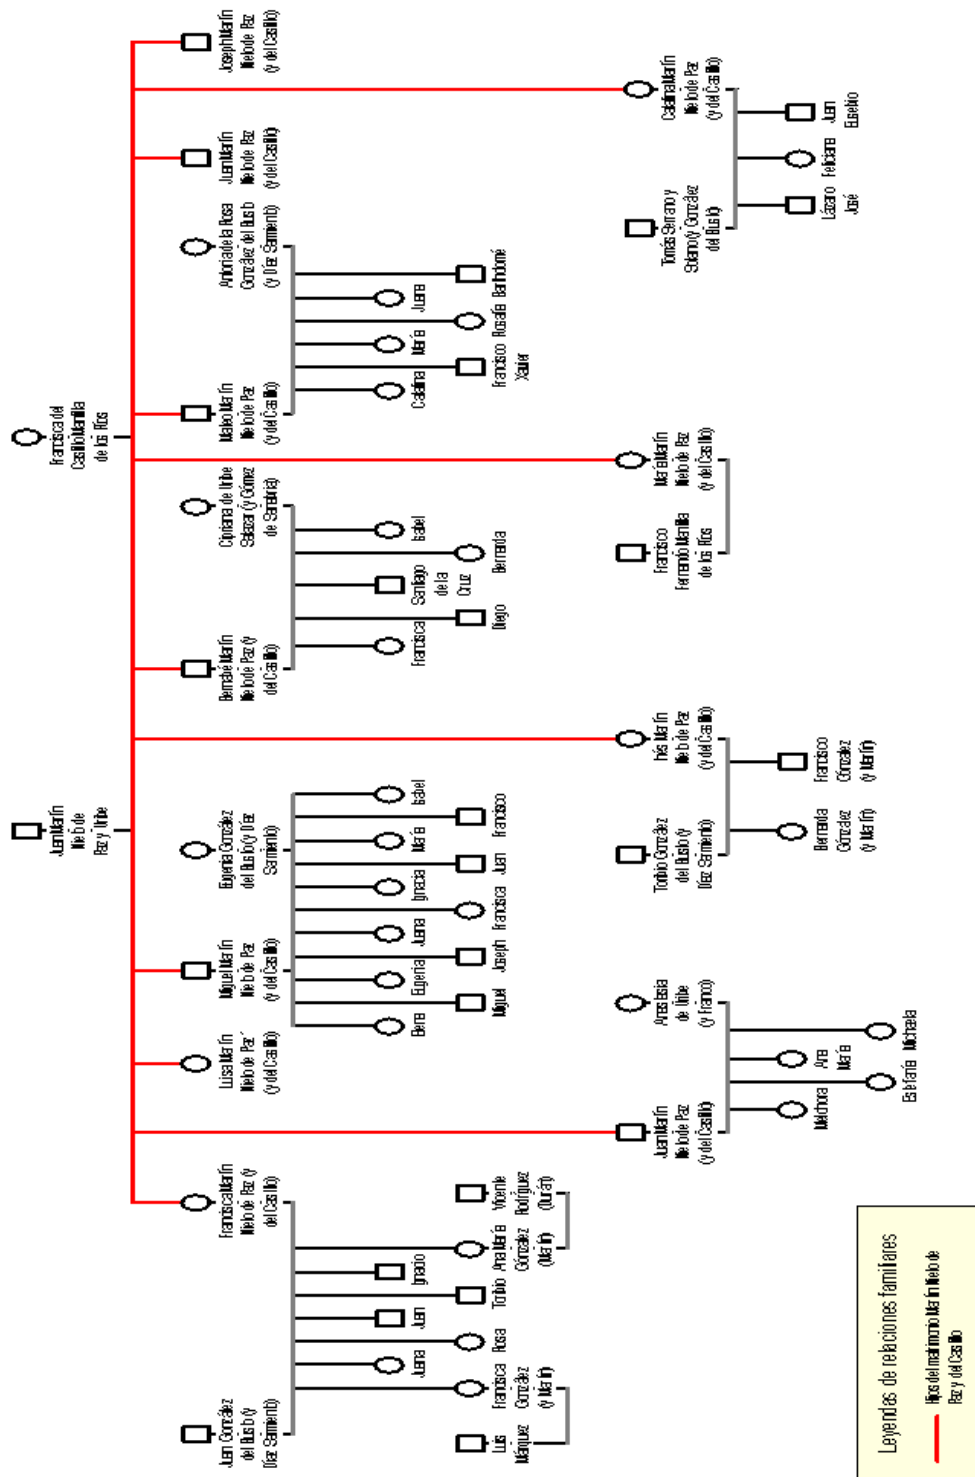 Juan Marín
Nieto de
Paz y Uribe
Francisca del
Castillo Mantilla
de los Ríos
Francisca Marín
Nieto de Paz (y
del Castillo)
Luisa Marín
Nieto de Paz
(y del Castillo)
Miguel Marín
Nieto de Paz
(y del Castillo)
Eugenia González
del Busto (y Díaz
Sarmiento)
Bernabé Marín
Nieto de Paz (y
del Castillo)
Cipriana de Uribe
Salazar (y Gómez
de Sanabria)
Mateo Marín
Nieto de Paz
(y del Castillo)
Antonia de la Rosa
González del Busto
(y Díaz Sarmiento)
Juan Marín
Nieto de Paz
(y del Castillo)
Joseph Marín
Nieto de Paz
(y del Castillo)
Juan González
del Busto (y
Díaz Sarmiento)
Juana
Juan
Ignacio
Luis
Márquez
Francisca
González
(y Marín)
Rosa
Toribio
Ana María
González
(Marín)
Vicente
Rodríguez
(Durán)
Elena
Eugenia
Juana
Ignacia
María
Isabel
Miguel
Joseph
Francisca
Juan
Francisco
Francisca
Santiago
de la
Cruz
Isabel
Diego
Bernarda
Catalina
María
Juana
Francisco
Xavier
Rosalía
Bartholomé
Juan Marín
Nieto de Paz
(y del Castillo)
Anastasia
de Uribe
(y Franco)
Toribio González
del Busto (y
Díaz Sarmiento)
Inés Marín
Nieto de Paz
(y del Castillo)
Francisco
Fernando Mantilla
de los Ríos
María Marín
Nieto de Paz
(y del Castillo)
Tomás Serrano y
Solano (y González
del Busto)
Catalina Marín
Nieto de Paz
(y del Castillo)
Melchora
Ana
María
Estefanía
Michaela
Bernarda
González
(y Marín)
Francisco
González
(y Marín)
Lázaro
José
Feliciana
Juan
Eusebio
Leyendas de relaciones familiares
Hijos del matrimonio Marín Nieto de
Paz y del Castillo